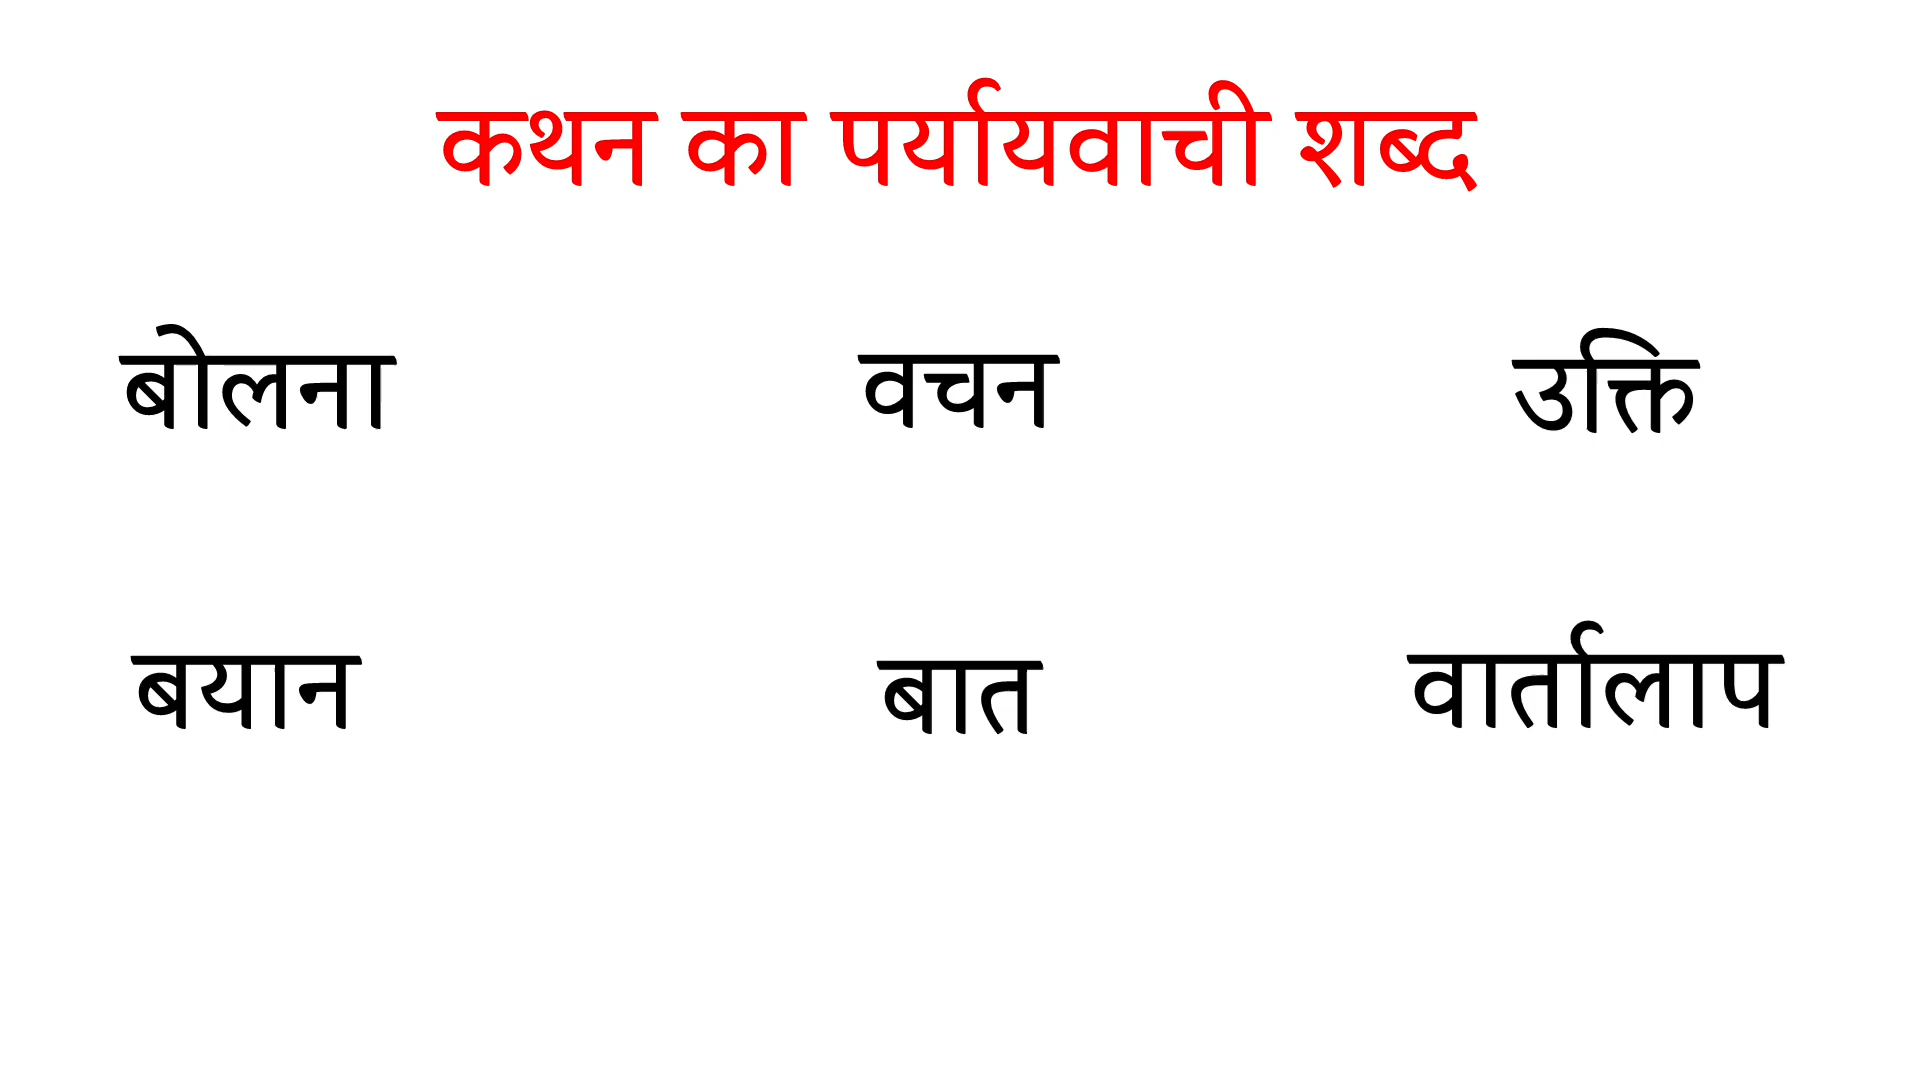 कथन का पर्यायवाची शब्द
बोलना वचन उक्ति
बयान बात वार्तालाप